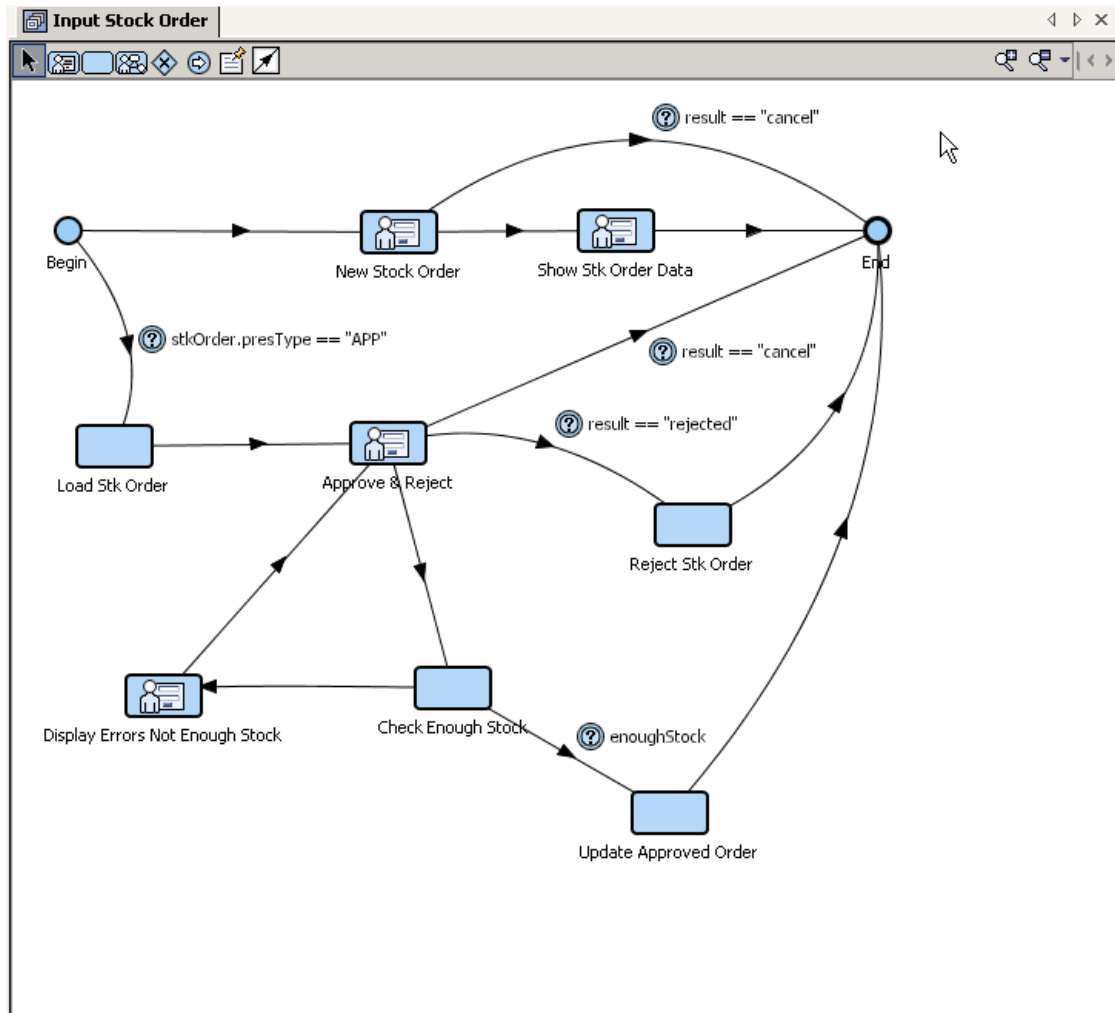 Input Stock Order
result == "cancel"
Begin
New Stock Order
Show Stk Order Data
End
stkOrder.presType == "APP"
result == "cancel"
result == "rejected"
Load Stk Order
Approve & Reject
Reject Stk Order
Display Errors Not Enough Stock
Check Enough Stock
enoughStock
Update Approved Order